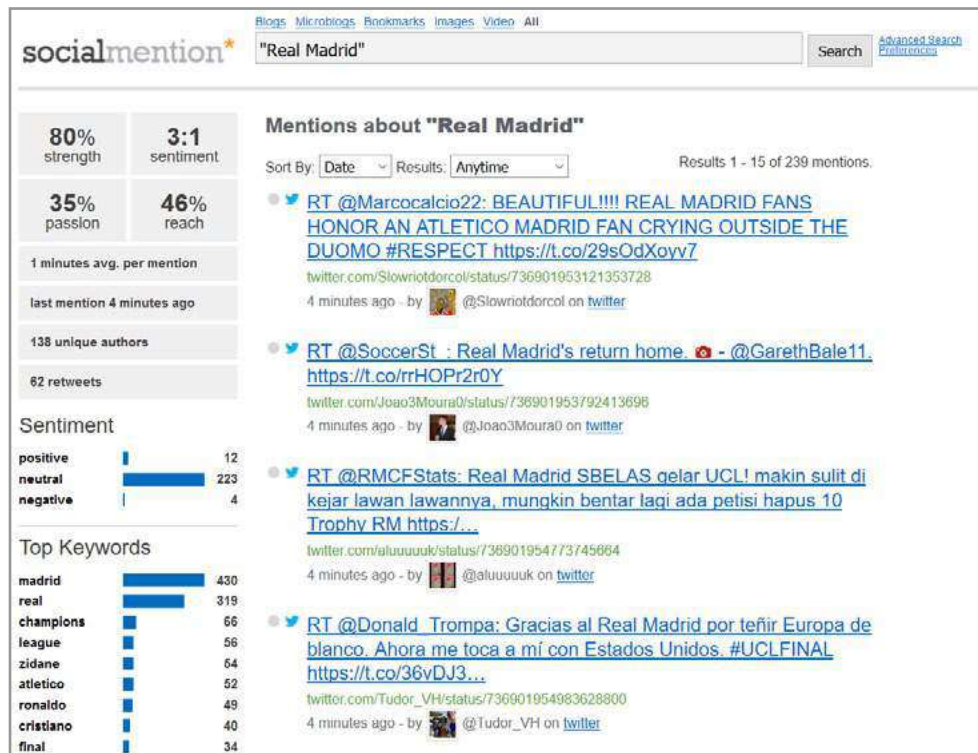 Blogs Microblogs Bookmarks Images Video All
socialmention*
"Real Madrid"
Search
Advanced Search
Preferences
80%
strength
3:1
sentiment
35%
passion
46%
reach
1 minutes avg. per mention
last mention 4 minutes ago
138 unique authors
62 retweets
Sentiment
positive 12
neutral 223
negative 4
Top Keywords
madrid 430
real 319
champions 66
league 56
zidane 54
atletico 52
ronaldo 49
cristiano 40
final 34
Mentions about "Real Madrid"
Sort By: Date Results: Anytime
Results 1 - 15 of 239 mentions.
RT @Marcocalcio22: BEAUTIFUL!!!! REAL MADRID FANS
HONOR AN ATLETICO MADRID FAN CRYING OUTSIDE THE
DUOMO #RESPECT https://t.co/29sOdXoyv7
twitter.com/Slowriotdorcol/status/736901953121353728
4 minutes ago - by @Slowriotdorcol on twitter
RT @SoccerSt_: Real Madrid's return home. - @GarethBale11.
https://t.co/rrHOPr2r0Y
twitter.com/Joao3Moura0/status/736901953792413696
4 minutes ago - by @Joao3Moura0 on twitter
RT @RMCFStats: Real Madrid SBELAS gelar UCL! makin sulit di
kejar lawan lawannya, mungkin bentar lagi ada petisi hapus 10
Trophy RM https:/…
twitter.com/aluuuuuk/status/736901954773745664
4 minutes ago - by @aluuuuuk on twitter
RT @Donald_Trompa: Gracias al Real Madrid por teñir Europa de
blanco. Ahora me toca a mí con Estados Unidos. #UCLFINAL
https://t.co/36vDJ3…
twitter.com/Tudor_VH/status/736901954983628800
4 minutes ago - by @Tudor_VH on twitter